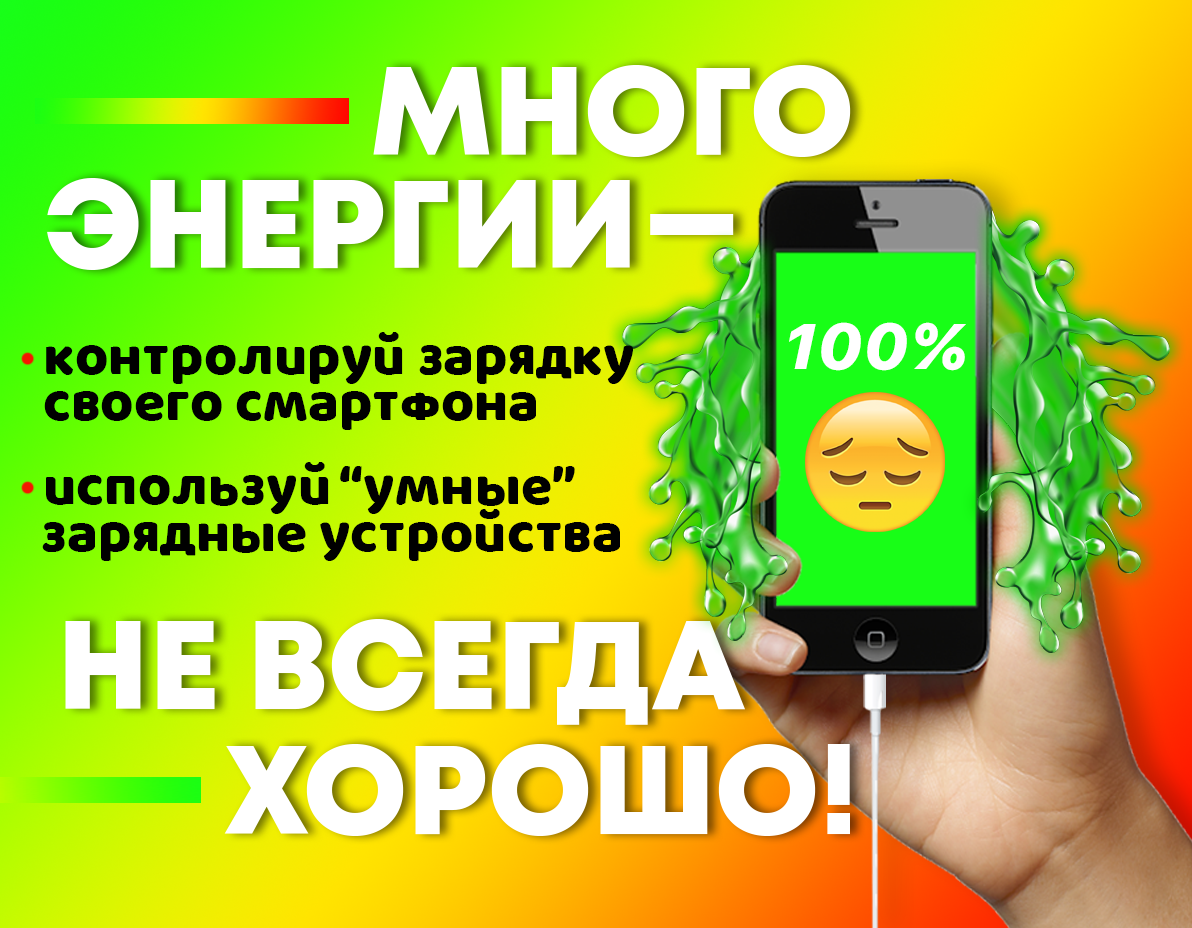 МНОГО
ЭНЕРГИИ—
• контролируй зарядку
своего смартфона
• используй “умные”
зарядные устройства
100%
НЕ ВСЕГДА
ХОРОШО!